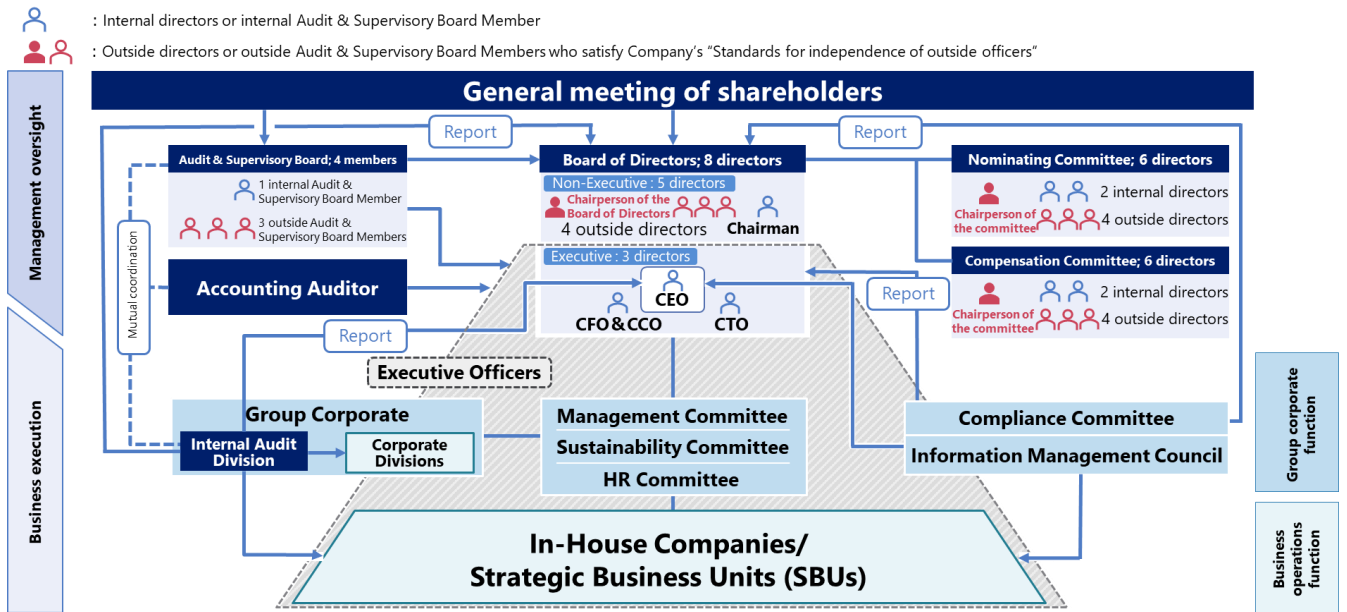 : Internal directors or internal Audit & Supervisory Board Member
: Outside directors or outside Audit & Supervisory Board Members who satisfy Company's "Standards for independence of outside officers"
Management oversight
Business execution
General meeting of shareholders
Report
Report
Audit & Supervisory Board; 4 members
1 internal Audit &
Supervisory Board Member
3 outside Audit &
Supervisory Board Members
Board of Directors; 8 directors
Non-Executive : 5 directors
Chairperson of the
Board of Directors
4 outside directors
Chairman
Executive : 3 directors
CEO
CFO & CCO
CTO
Nominating Committee; 6 directors
2 internal directors
Chairperson of
the committee
4 outside directors
Compensation Committee; 6 directors
2 internal directors
Chairperson of
the committee
4 outside directors
Mutual coordination
Accounting Auditor
Report
Report
Executive Officers
Group Corporate
Internal Audit
Division
Corporate
Divisions
Management Committee
Sustainability Committee
HR Committee
Compliance Committee
Information Management Council
Group corporate
function
In-House Companies/
Strategic Business Units (SBUs)
Business
operations
function